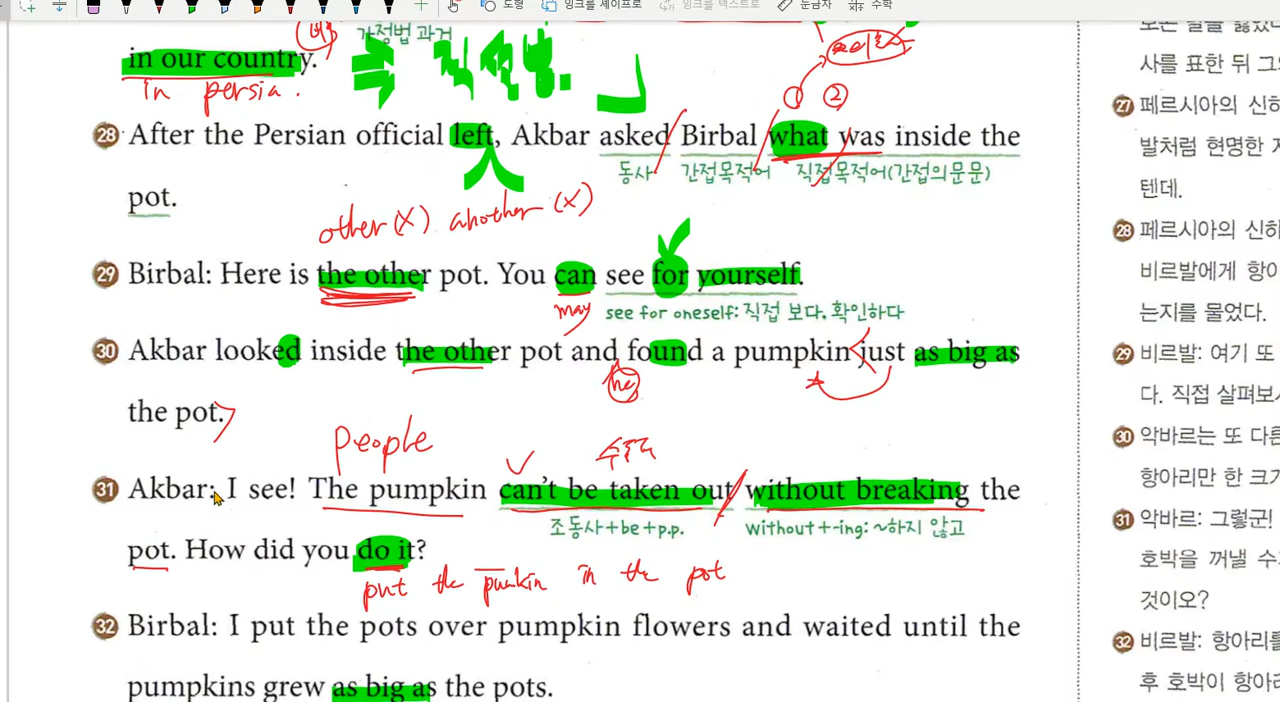 도형 잉크를 셰이프로 잉크를 텍스트로 눈금자 수학
가정법 과거
in our country.
즉 직설법.
in persia.
① ②
28 After the Persian official left, Akbar asked Birbal what was inside the
동사 간접목적어 직접목적어(간접의문문)
pot.
other(X) another (X)
29 Birbal: Here is the other pot. You can see for yourself.
may see for oneself: 직접 보다, 확인하다
30 Akbar looked inside the other pot and found a pumpkin just as big as
he
the pot.
people 수동태
31 Akbar: I see! The pumpkin can't be taken out without breaking the
조동사+be+p.p. without+-ing: ~하지 않고
pot. How did you do it?
put the pumkin in the pot
32 Birbal: I put the pots over pumpkin flowers and waited until the
pumpkins grew as big as the pots.
사를 표한 뒤 그의
27 페르시아의 신하
발처럼 현명한 자
텐데.
28 페르시아의 신하
비르발에게 항아
는지를 물었다.
29 비르발: 여기 또
다. 직접 살펴보시
30 악바르는 또 다른
항아리만 한 크기
31 악바르: 그렇군!
호박을 꺼낼 수가
것이오?
32 비르발: 항아리를
후 호박이 항아리